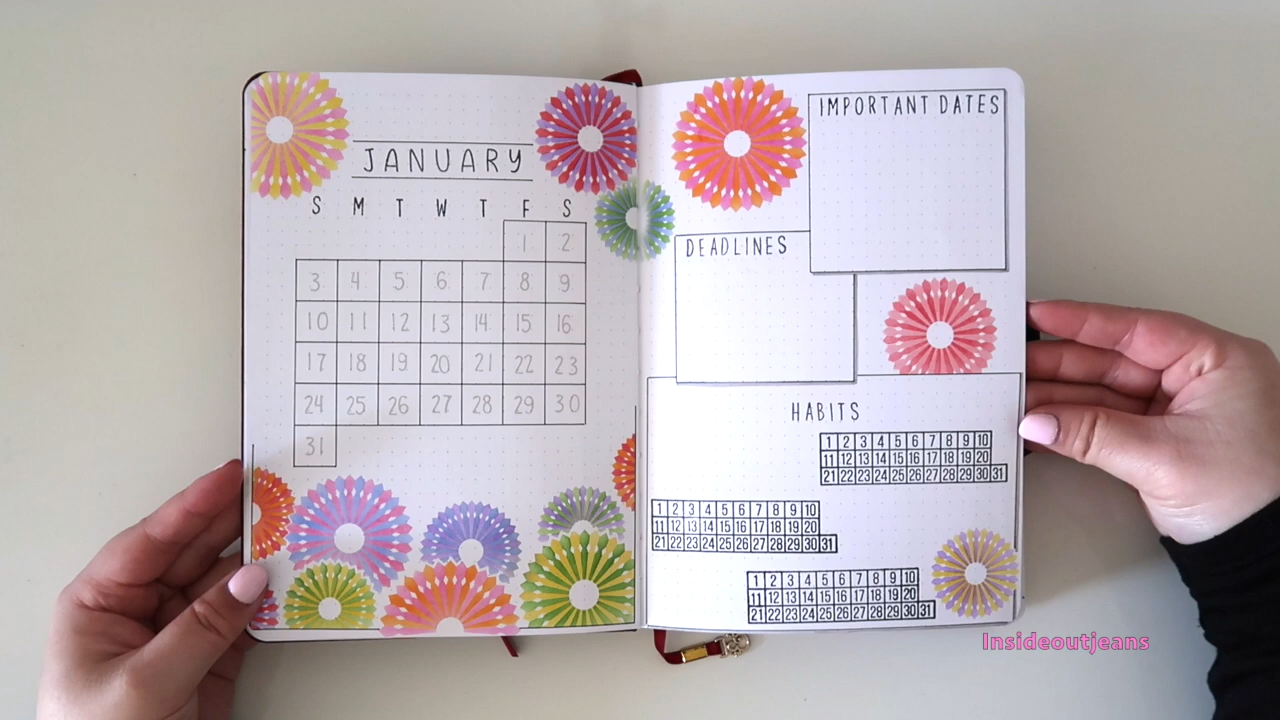 JANUARY
S M T W T F S
1 2
3 4 5 6 7 8 9
10 11 12 13 14 15 16
17 18 19 20 21 22 23
24 25 26 27 28 29 30
31
IMPORTANT DATES
DEADLINES
HABITS
1 2 3 4 5 6 7 8 9 10
11 12 13 14 15 16 17 18 19 20
21 22 23 24 25 26 27 28 29 30 31
1 2 3 4 5 6 7 8 9 10
11 12 13 14 15 16 17 18 19 20
21 22 23 24 25 26 27 28 29 30 31
1 2 3 4 5 6 7 8 9 10
11 12 13 14 15 16 17 18 19 20
21 22 23 24 25 26 27 28 29 30 31
Insideoutjeans